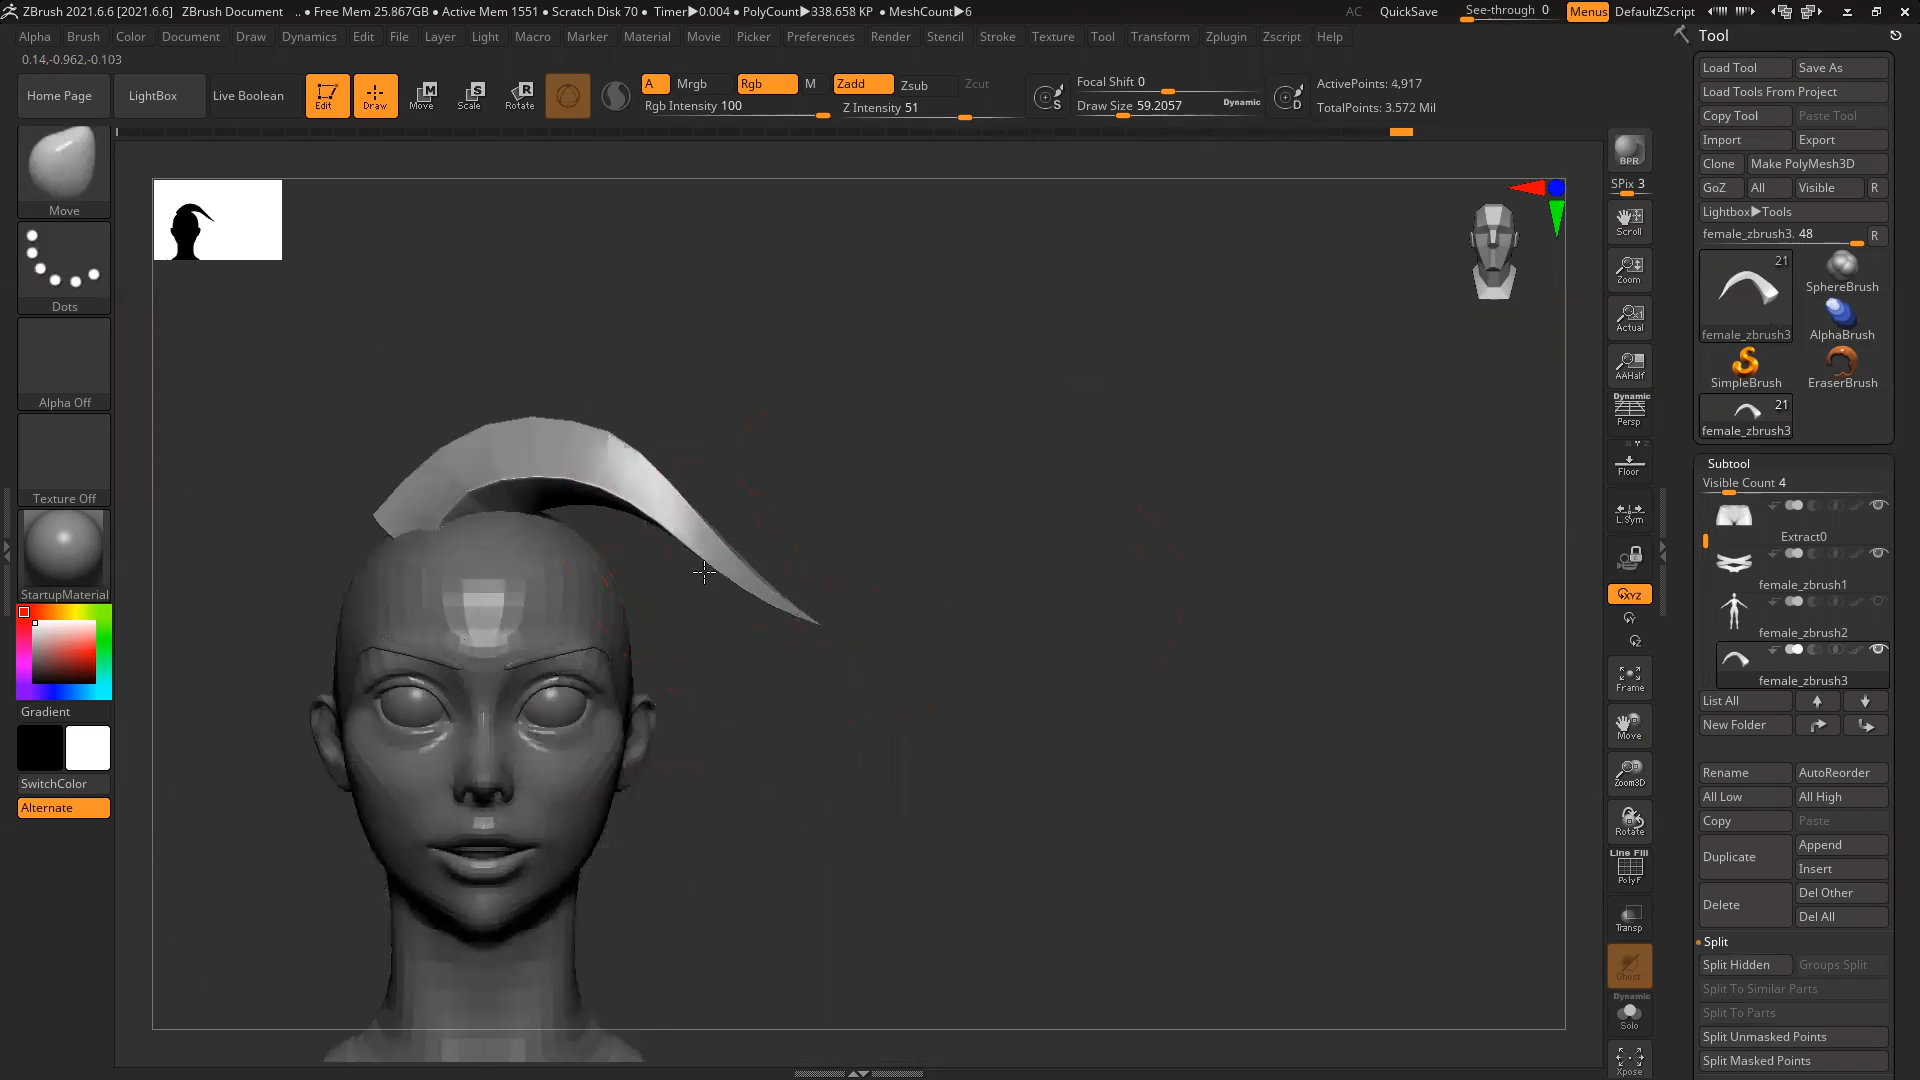 ZBrush 2021.6.6 [2021.6.6] ZBrush Document .. ● Free Mem 25.867GB ● Active Mem 1551 ● Scratch Disk 70 ● Timer▶0.004 ● PolyCount▶338.658 KP ● MeshCount▶6 AC QuickSave See-through 0 Menus DefaultZScript
Alpha Brush Color Document Draw Dynamics Edit File Layer Light Macro Marker Material Movie Picker Preferences Render Stencil Stroke Texture Tool Transform Zplugin Zscript Help
0.14,-0.962,-0.103
Home Page LightBox Live Boolean Edit Draw Move Scale Rotate A Mrgb Rgb M Zadd Zsub Zcut
Rgb Intensity 100 Z Intensity 51
Focal Shift 0
Draw Size 59.2057 Dynamic
ActivePoints: 4,917
TotalPoints: 3.572 Mil
Move
Dots
Alpha Off
Texture Off
StartupMaterial
Gradient
SwitchColor
Alternate
BPR
SPix 3
Scroll
Zoom
Actual
AAHalf
Dynamic
Persp
Floor
L.Sym
XYZ
Y
Z
Frame
Move
Zoom3D
Rotate
Line Fill
PolyF
Transp
Ghost
Dynamic
Solo
Xpose
Tool
Load Tool Save As
Load Tools From Project
Copy Tool Paste Tool
Import Export
Clone Make PolyMesh3D
GoZ All Visible R
Lightbox▶Tools
female_zbrush3. 48 R
21
female_zbrush3 SphereBrush
AlphaBrush
SimpleBrush EraserBrush
21
female_zbrush3
Subtool
Visible Count 4
Extract0
female_zbrush1
female_zbrush2
female_zbrush3
List All
New Folder
Rename AutoReorder
All Low All High
Copy Paste
Duplicate Append
Insert
Delete Del Other
Del All
Split
Split Hidden Groups Split
Split To Similar Parts
Split To Parts
Split Unmasked Points
Split Masked Points